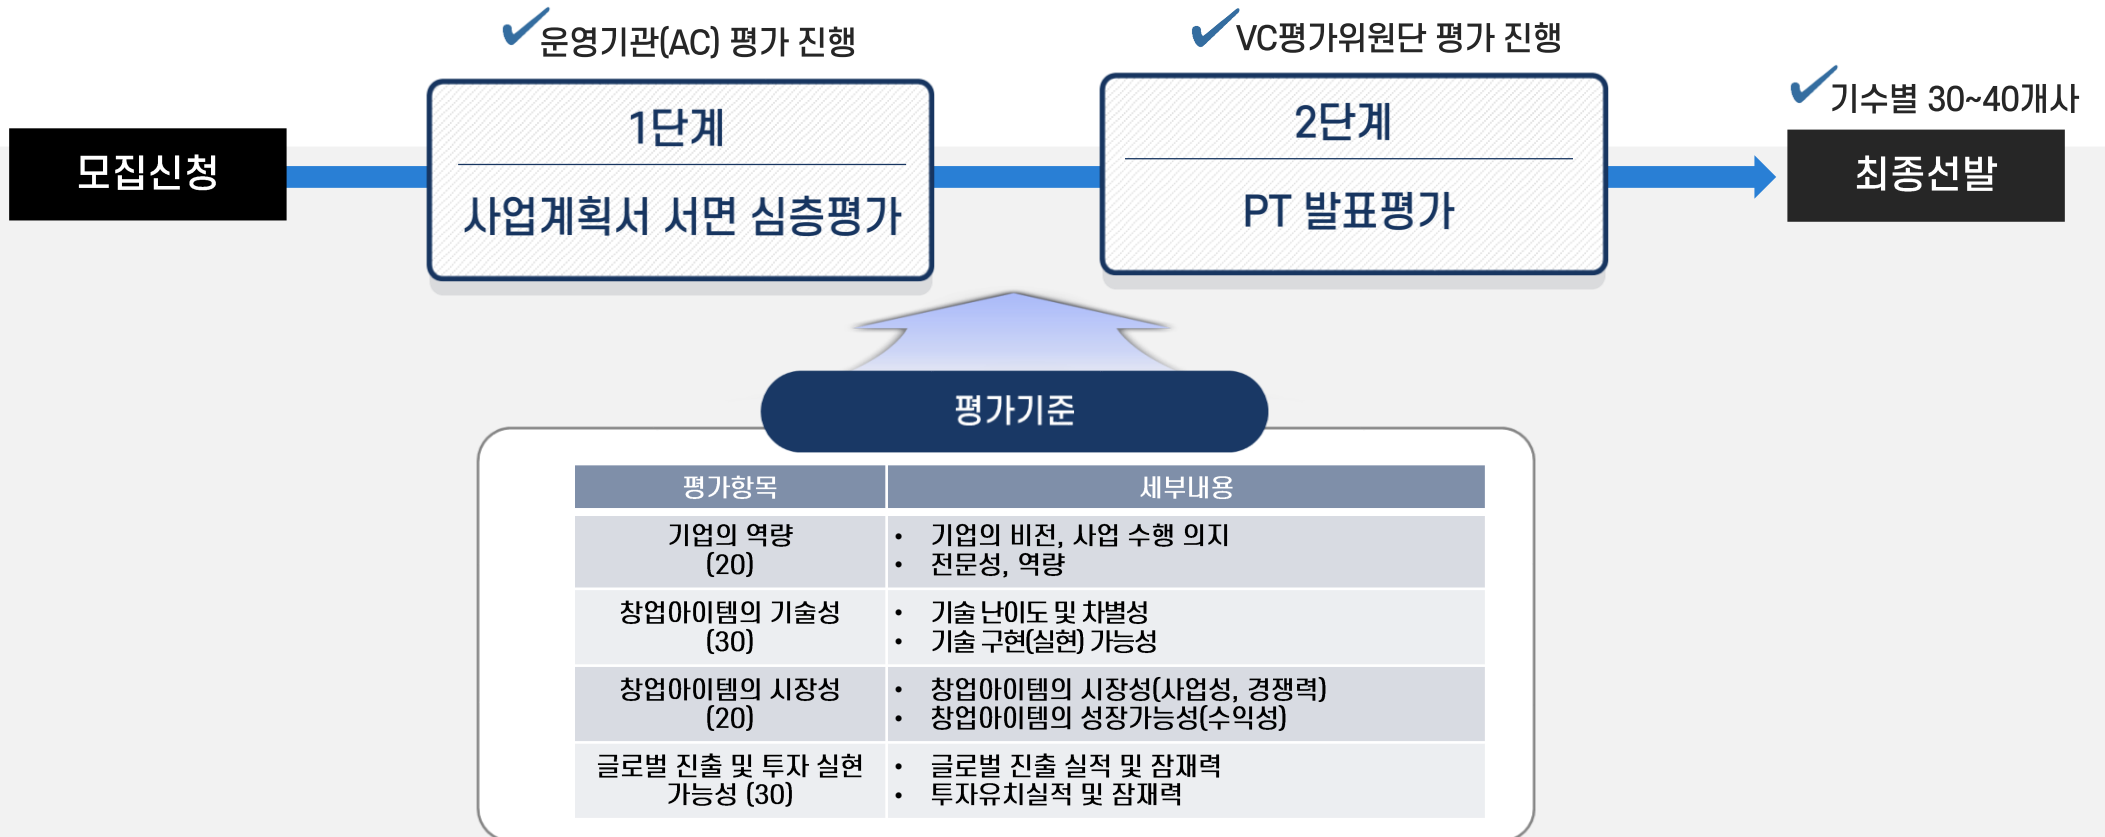 운영기관(AC) 평가 진행
VC평가위원단 평가 진행
기수별 30~40개사
모집신청
1단계
사업계획서 서면 심층평가
2단계
PT 발표평가
최종선발
평가기준
평가항목
세부내용
기업의 역량
(20)
• 기업의 비전, 사업 수행 의지
• 전문성, 역량
창업아이템의 기술성
(30)
• 기술 난이도 및 차별성
• 기술 구현(실현) 가능성
창업아이템의 시장성
(20)
• 창업아이템의 시장성(사업성, 경쟁력)
• 창업아이템의 성장가능성(수익성)
글로벌 진출 및 투자 실현
가능성 (30)
• 글로벌 진출 실적 및 잠재력
• 투자유치실적 및 잠재력